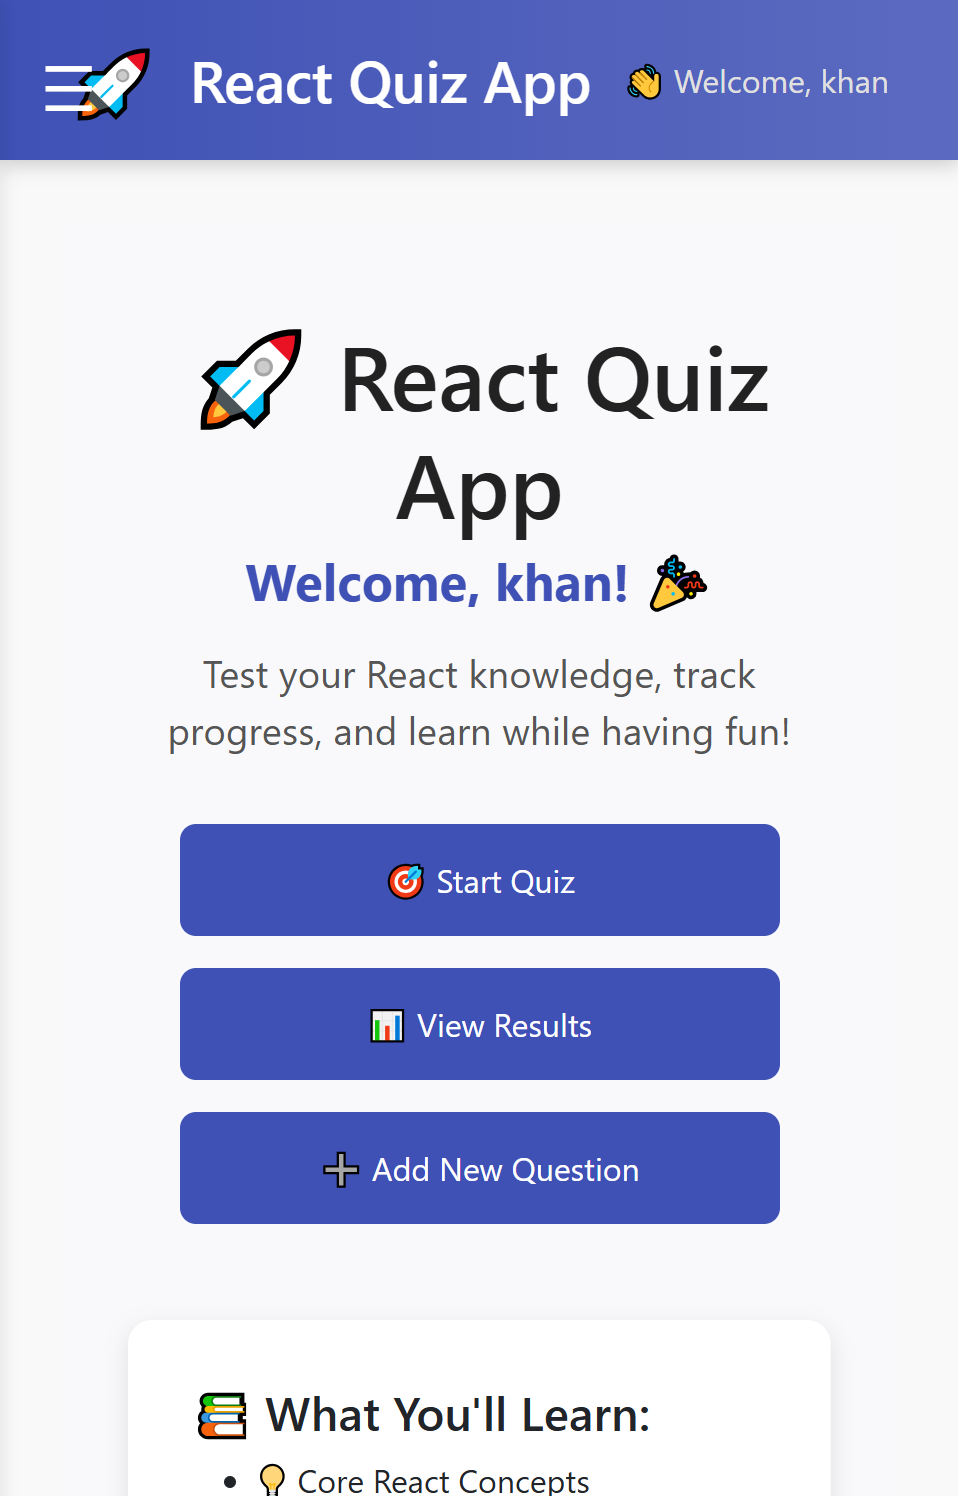 🚀 React Quiz App 👋 Welcome, khan
🚀 React Quiz
App
Welcome, khan! 🎉
Test your React knowledge, track
progress, and learn while having fun!
🎯 Start Quiz
📊 View Results
➕ Add New Question
📚 What You'll Learn:
• 💡 Core React Concepts